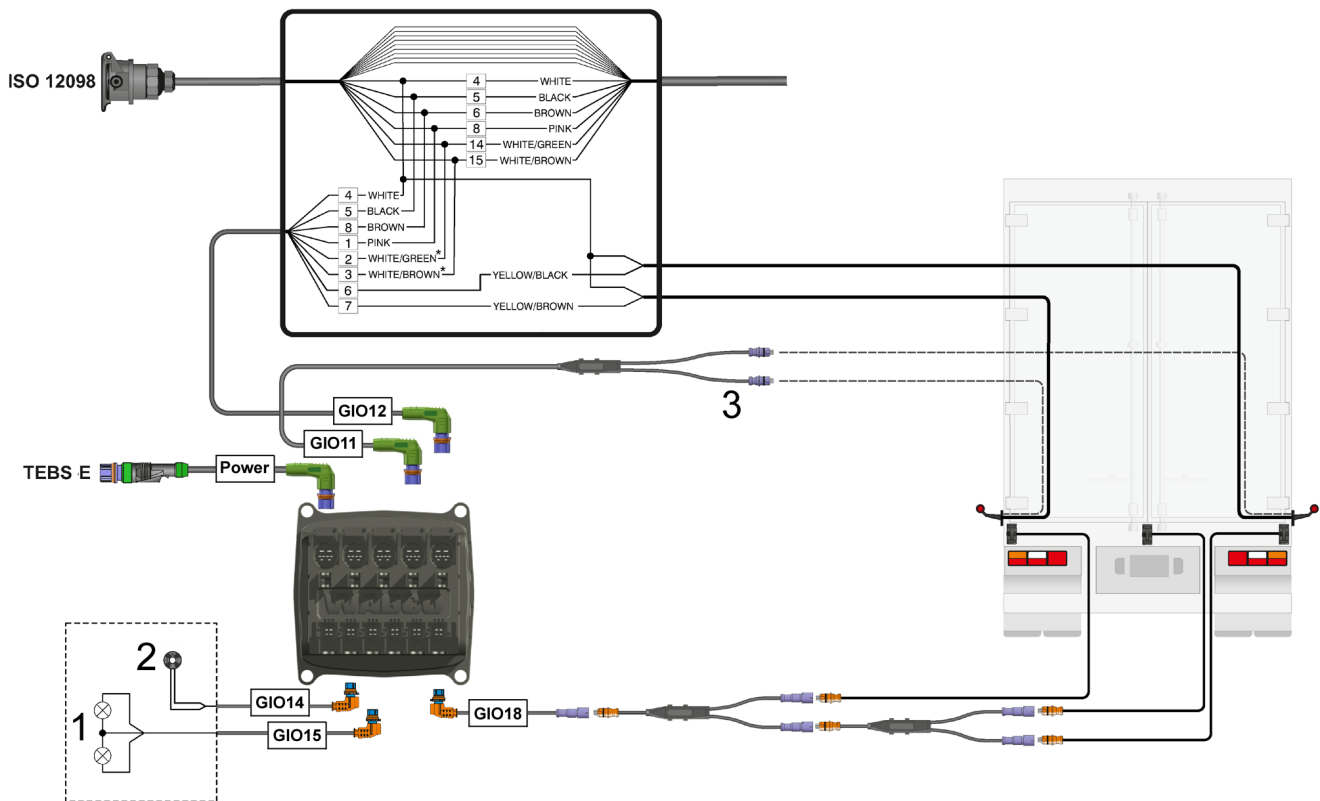 ISO 12098
4 WHITE
5 BLACK
6 BROWN
8 PINK
14 WHITE/GREEN
15 WHITE/BROWN
4 WHITE
5 BLACK
8 BROWN
1 PINK
2 WHITE/GREEN*
3 WHITE/BROWN*
6 YELLOW/BLACK
7 YELLOW/BROWN
3
GIO12
GIO11
TEBS E
Power
2
1
GIO14
GIO15
GIO18